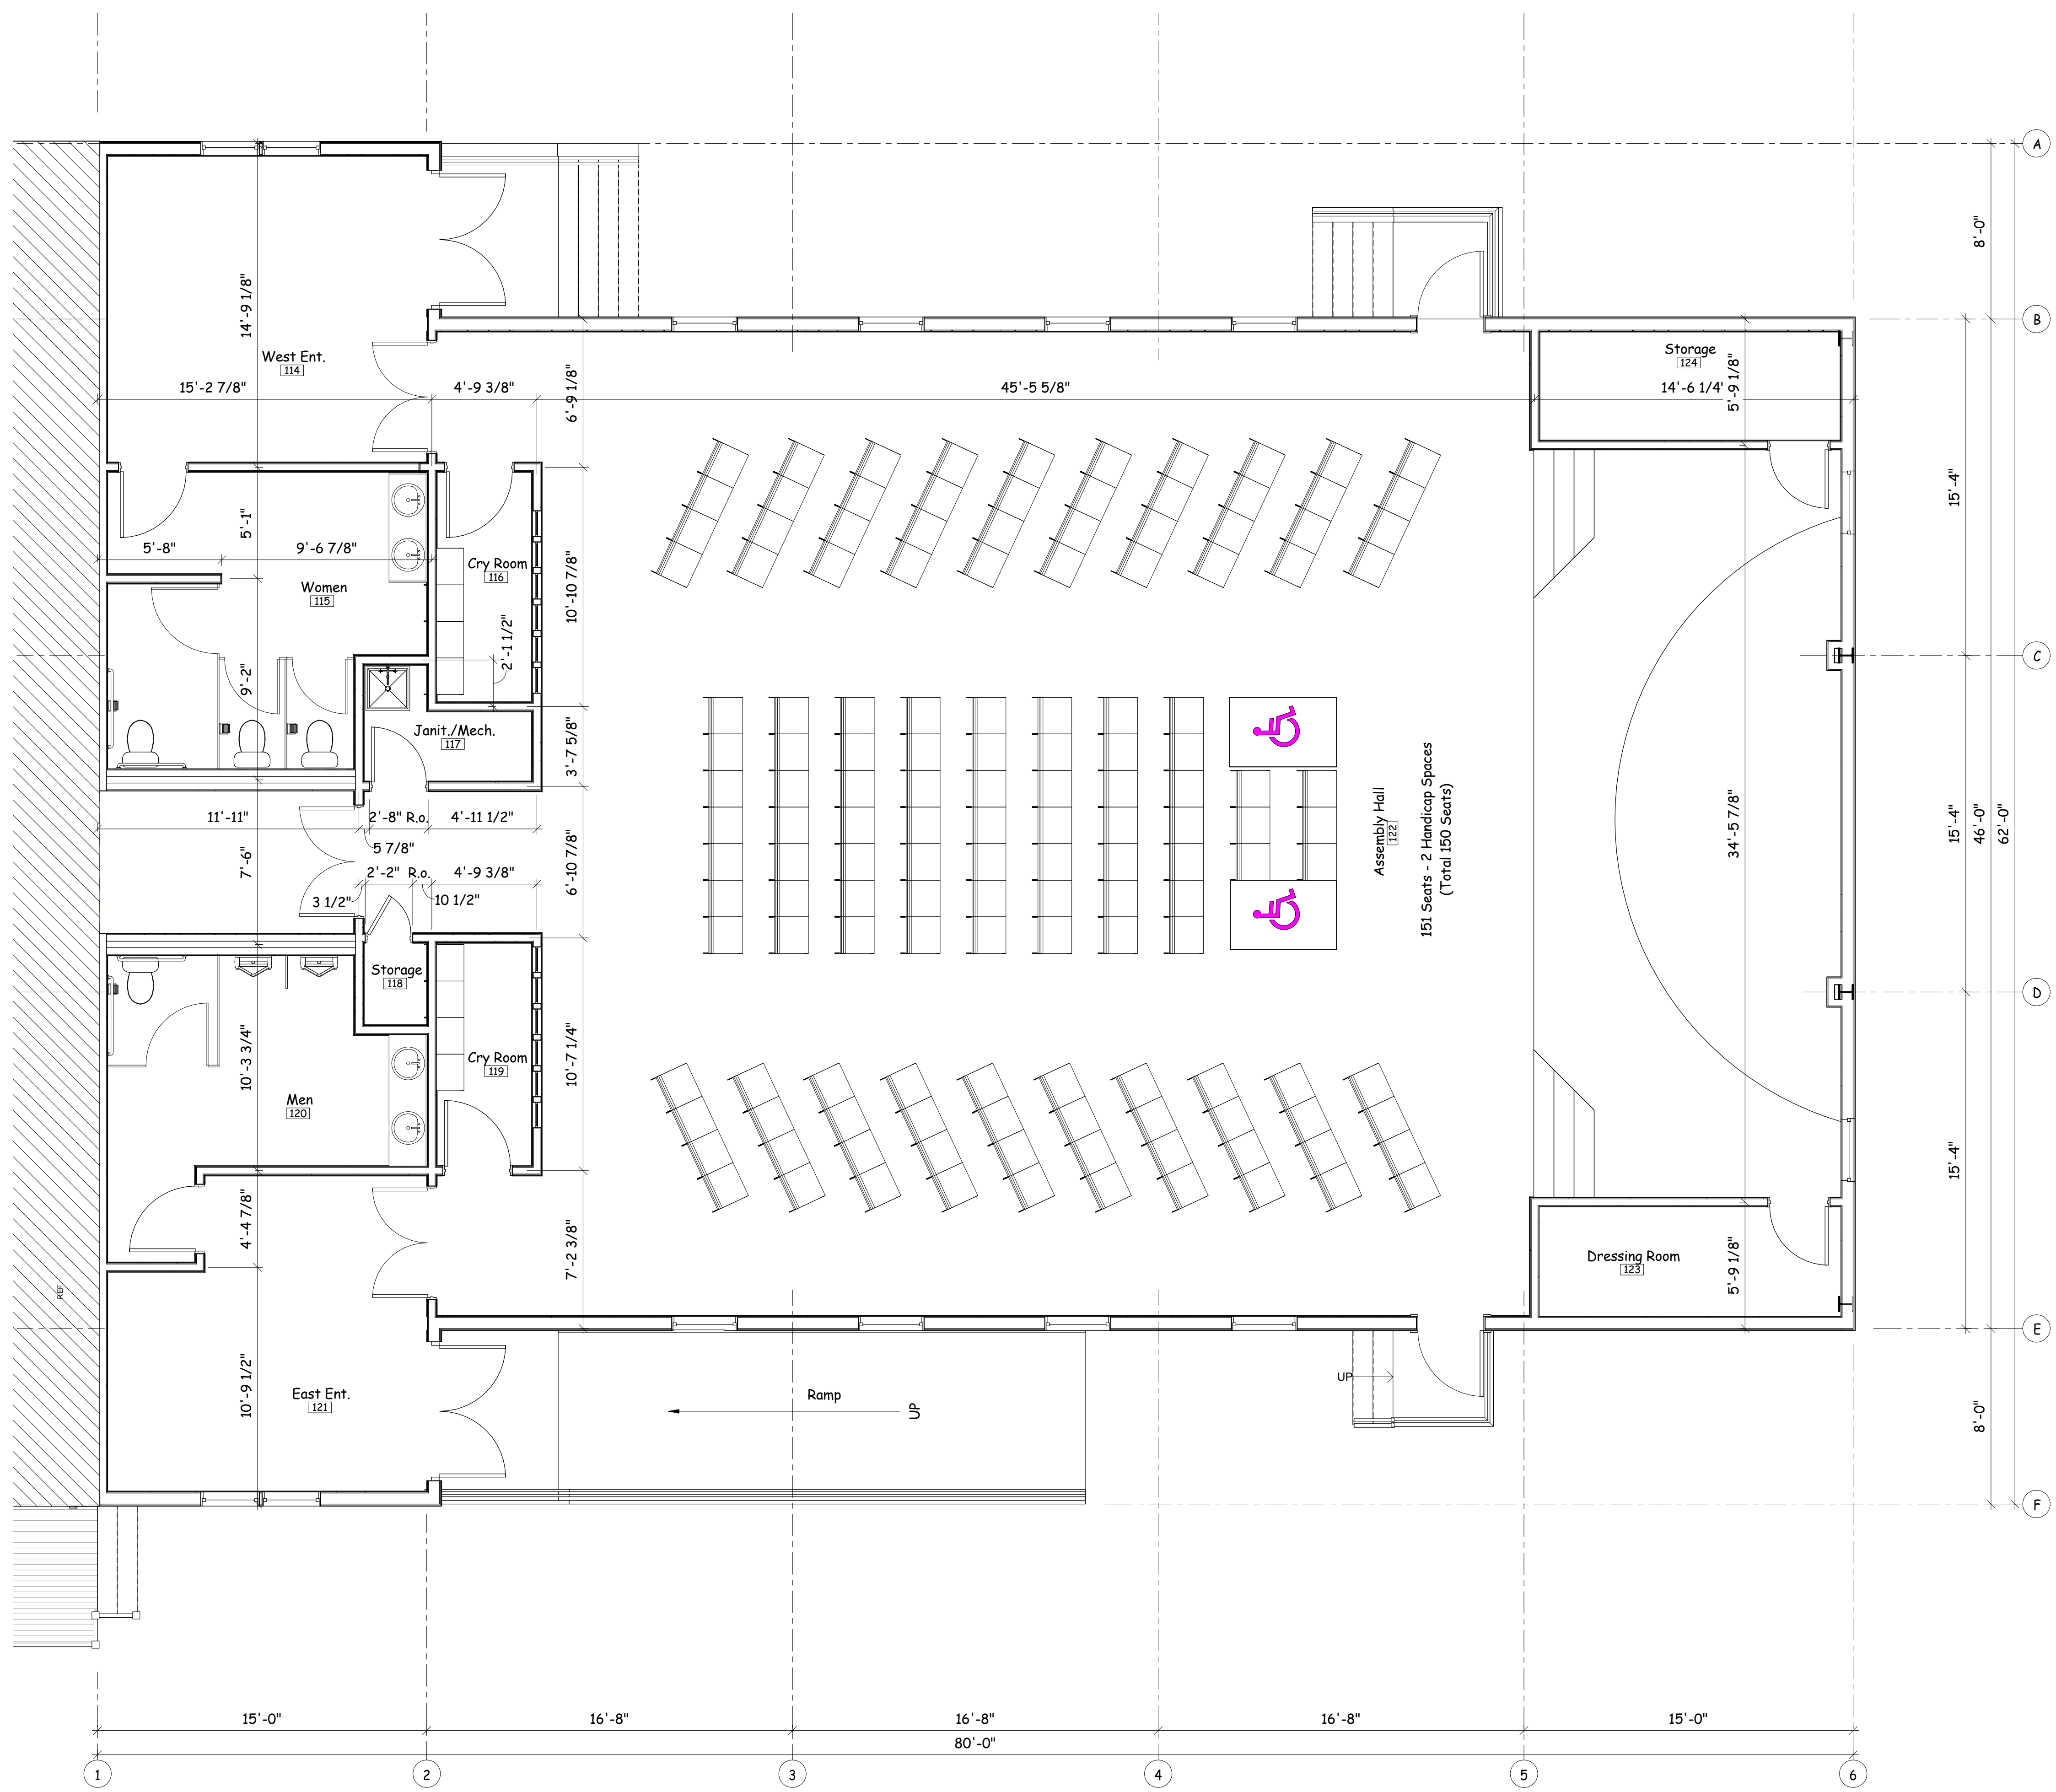 A
8'-0"
14'-9 1/8"
B
West Ent.
114
Storage
124
15'-2 7/8"
4'-9 3/8"
6'-9 1/8"
45'-5 5/8"
14'-6 1/4"
5'-9 1/8"
15'-4"
5'-1"
5'-8"
9'-6 7/8"
Cry Room
116
10'-10 7/8"
Women
115
2'-1 1/2"
9'-2"
C
Janit./Mech.
117
3'-7 5/8"
11'-11"
2'-8" R.o.
4'-11 1/2"
5 7/8"
7'-6"
6'-10 7/8"
2'-2" R.o.
4'-9 3/8"
3 1/2"
10 1/2"
Assembly Hall
122
151 Seats - 2 Handicap Spaces
(Total 150 Seats)
34'-5 7/8"
15'-4"
46'-0"
62'-0"
Storage
118
D
10'-3 3/4"
Cry Room
119
10'-7 1/4"
Men
120
15'-4"
4'-4 7/8"
7'-2 3/8"
Dressing Room
123
5'-9 1/8"
REF
E
10'-9 1/2"
East Ent.
121
Ramp
UP
UP
8'-0"
F
15'-0"
16'-8"
16'-8"
16'-8"
15'-0"
80'-0"
1
2
3
4
5
6